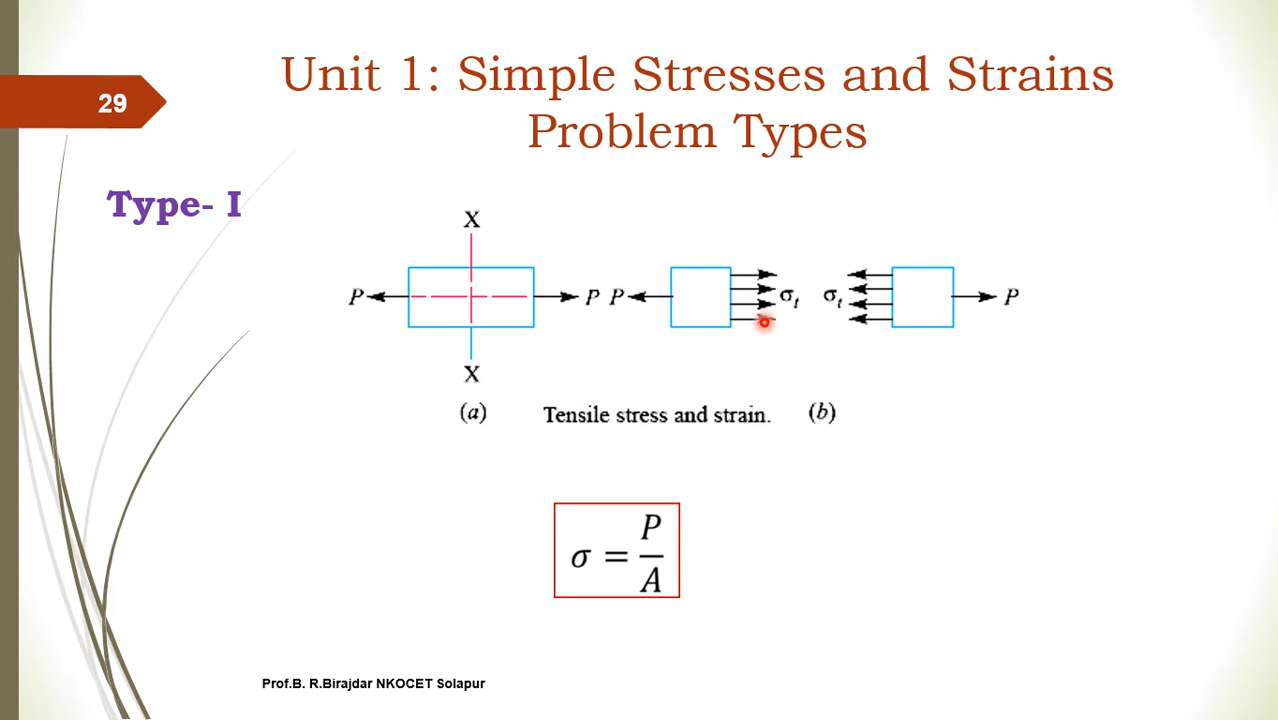 Unit 1: Simple Stresses and Strains
Problem Types
29
Type- I
X
P P P σt σt P
X
(a) Tensile stress and strain. (b)
σ = P/A
Prof.B. R.Birajdar NKOCET Solapur